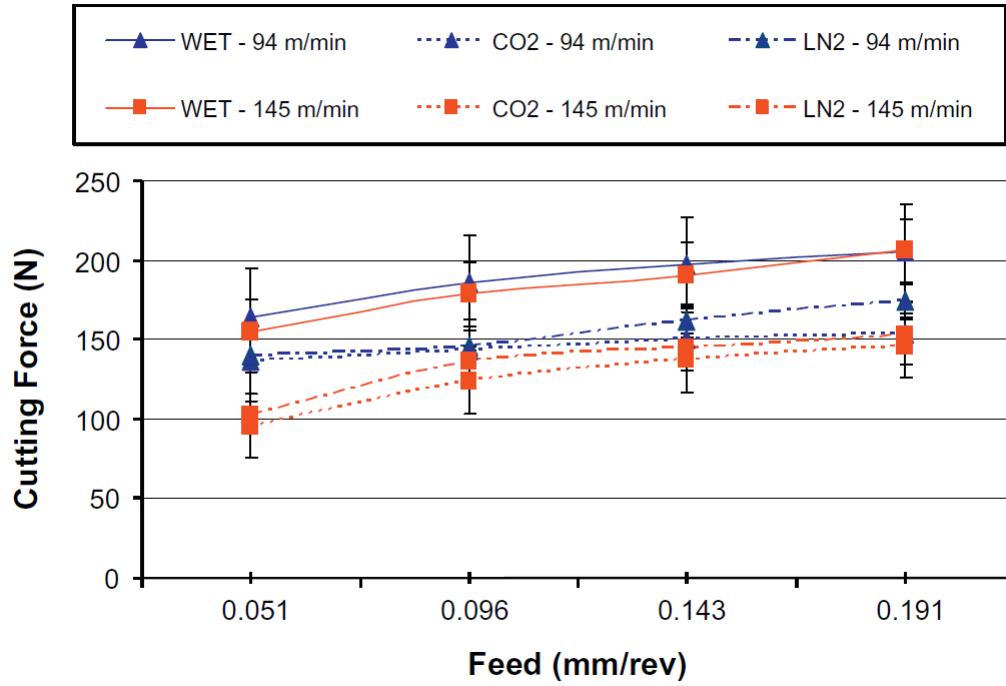 WET - 94 m/min CO2 - 94 m/min LN2 - 94 m/min
WET - 145 m/min CO2 - 145 m/min LN2 - 145 m/min
250
200
150
100
50
0
Cutting Force (N)
0.051 0.096 0.143 0.191
Feed (mm/rev)